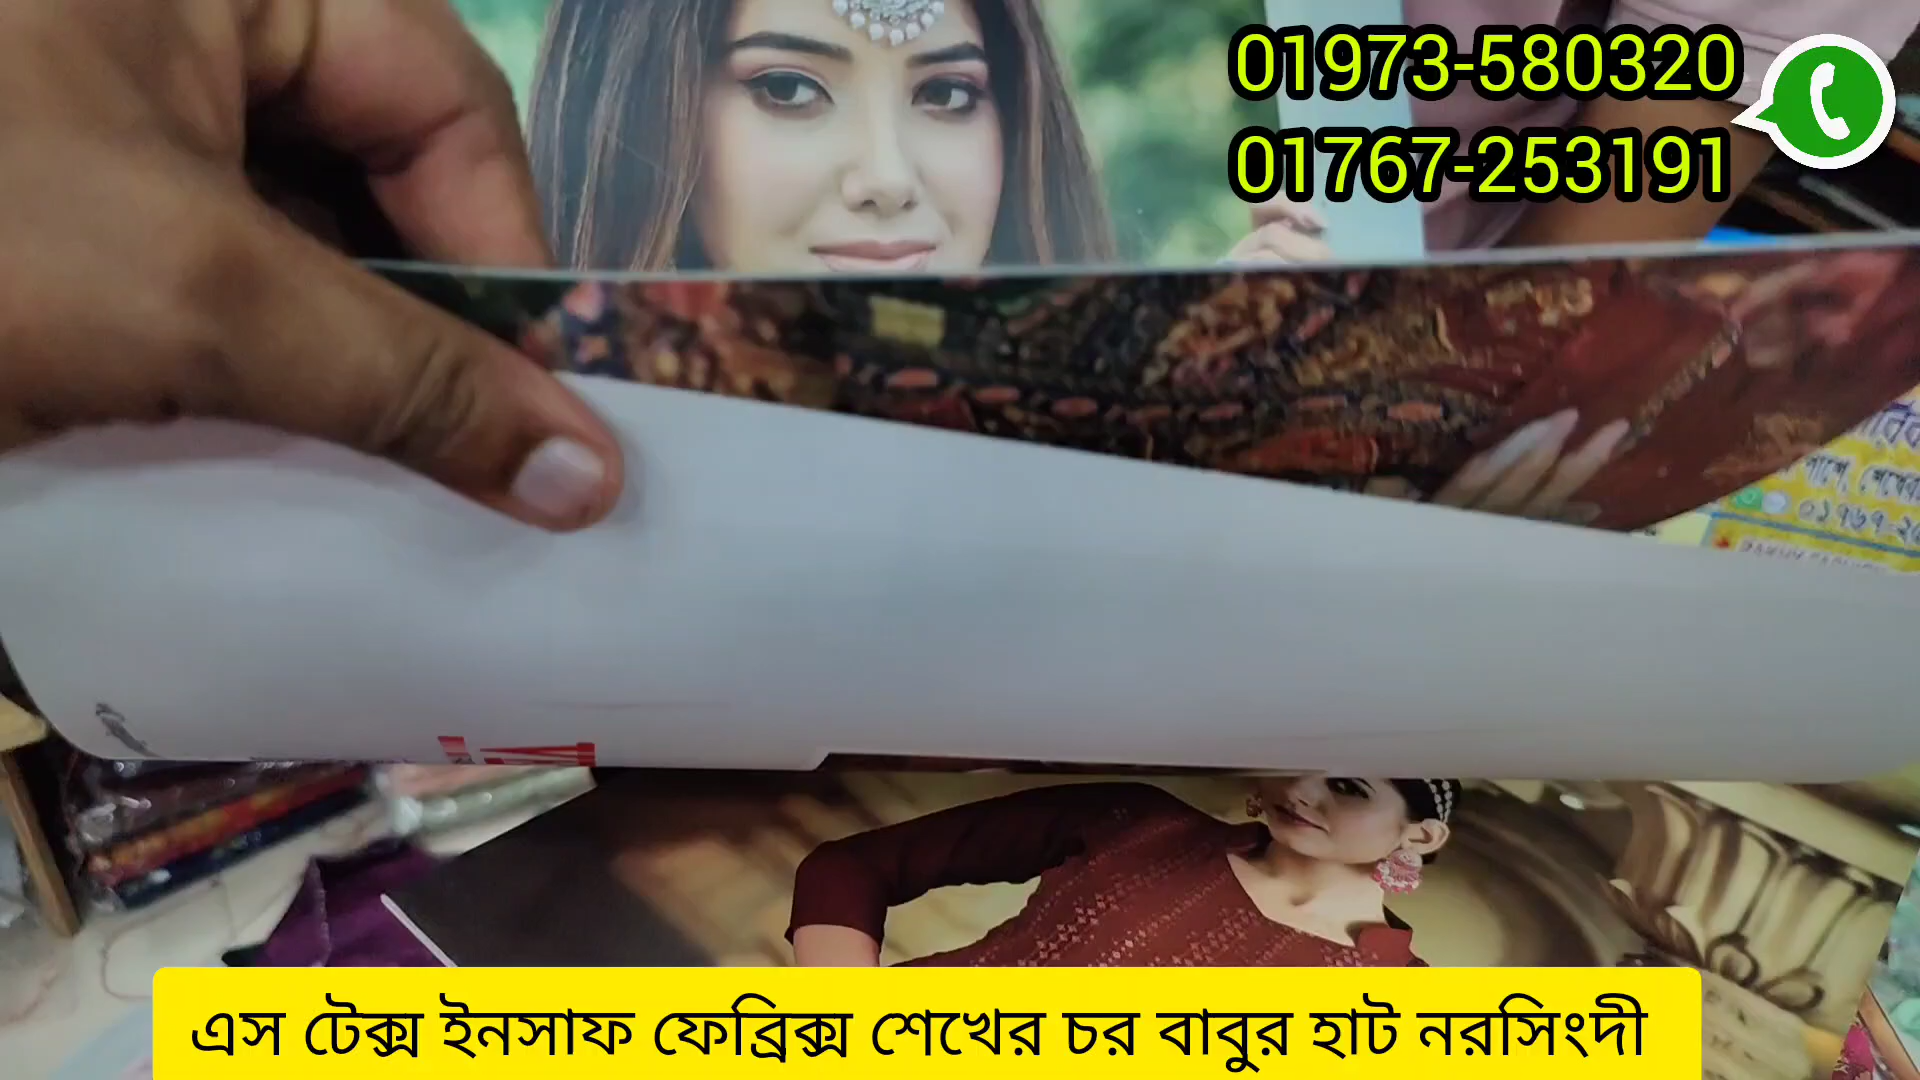 01973-580320
01767-253191
এস টেক্স ইনসাফ ফেব্রিক্স শেখের চর বাবুর হাট নরসিংদী